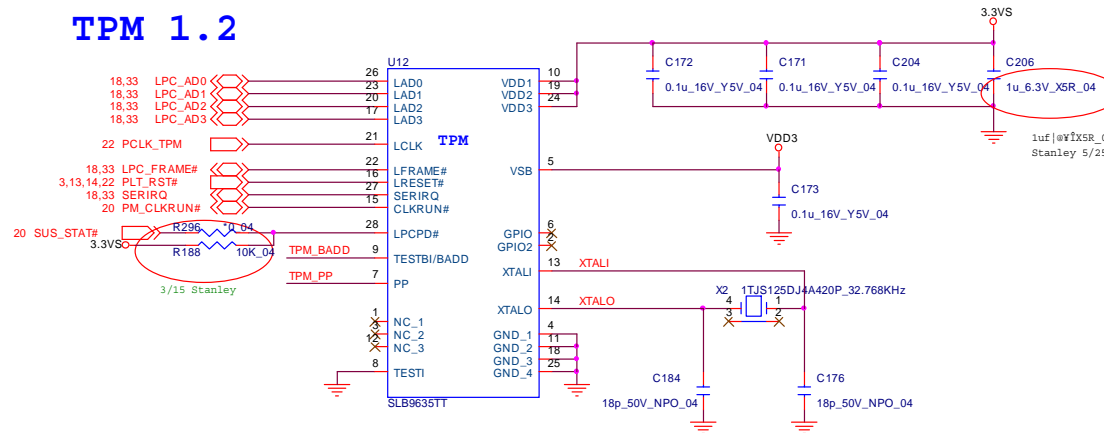 TPM 1.2
3.3VS
U12
26 LAD0 VDD1 10
23 LAD1 VDD2 19
20 LAD2 VDD3 24
17 LAD3
18,33 LPC_AD0
18,33 LPC_AD1
18,33 LPC_AD2
18,33 LPC_AD3
C172
0.1u_16V_Y5V_04
C171
0.1u_16V_Y5V_04
C204
0.1u_16V_Y5V_04
C206
1u_6.3V_X5R_04
Stanley 5/25
22 PCLK_TPM 21 LCLK
TPM
VDD3
18,33 LPC_FRAME# 22 LFRAME# VSB 5
3,13,14,22 PLT_RST# 16 LRESET#
18,33 SERIRQ 27 SERIRQ
20 PM_CLKRUN# 15 CLKRUN#
C173
0.1u_16V_Y5V_04
20 SUS_STAT# R296 *0_04 28 LPCPD# GPIO 6
3.3VS R188 10K_04 GPIO2 2
3/15 Stanley
TPM_BADD 9 TESTBI/BADD
TPM_PP 7 PP
XTALI 13 XTALI
X2 1TJS125DJ4A420P_32.768KHz
XTALO 14 XTALO
4 1
3 2
1 NC_1 GND_1 4
3 NC_2 GND_2 11
12 NC_3 GND_3 18
8 TESTI GND_4 25
C184
18p_50V_NPO_04
C176
18p_50V_NPO_04
SLB9635TT